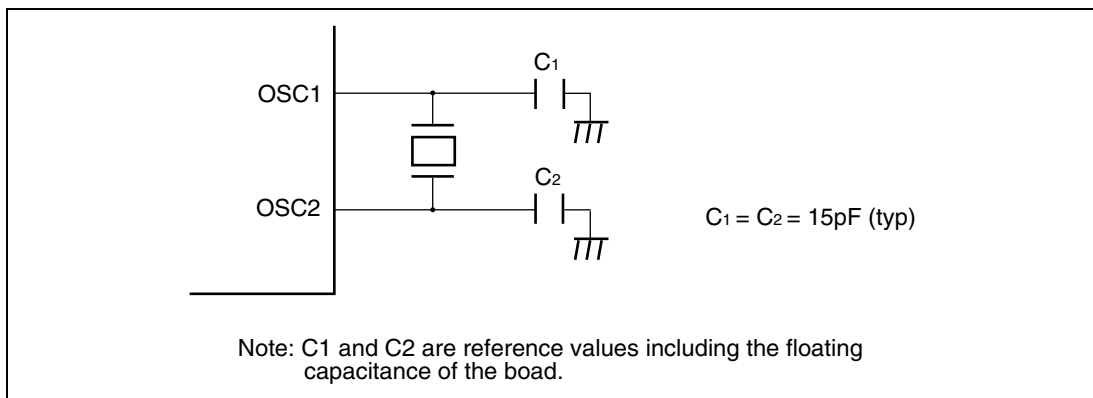 C1
OSC1
C2
OSC2
C1 = C2 = 15pF (typ)
Note: C1 and C2 are reference values including the floating
capacitance of the boad.